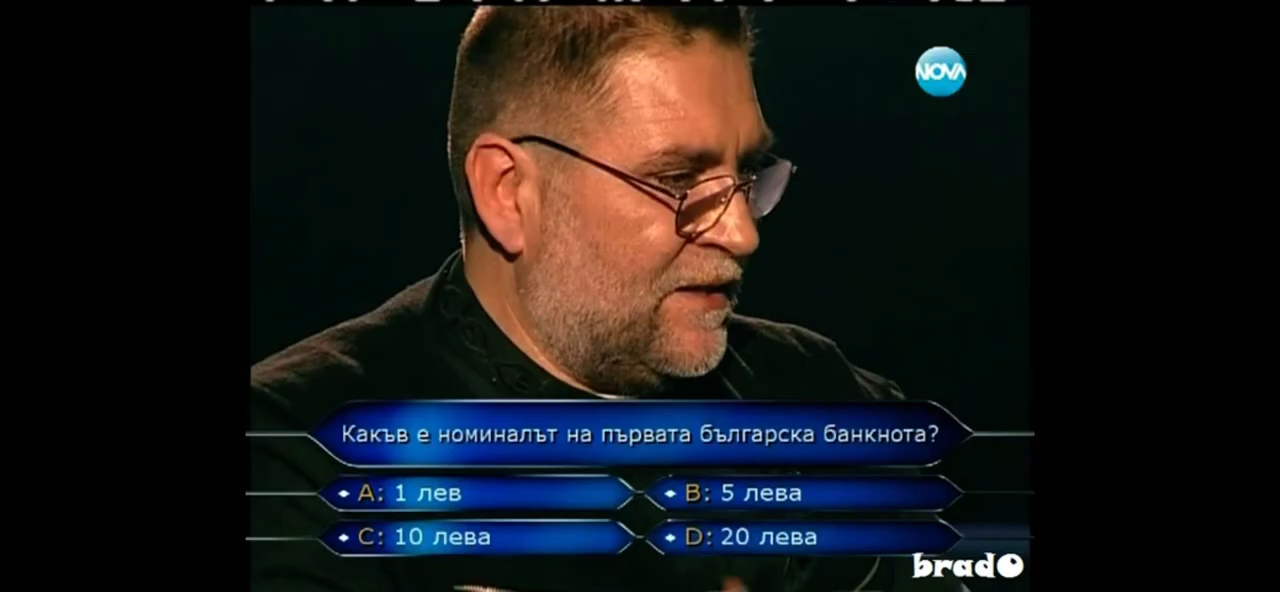 NOVA
Какъв е номиналът на първата българска банкнота?
A: 1 лев
B: 5 лева
C: 10 лева
D: 20 лева
bradO